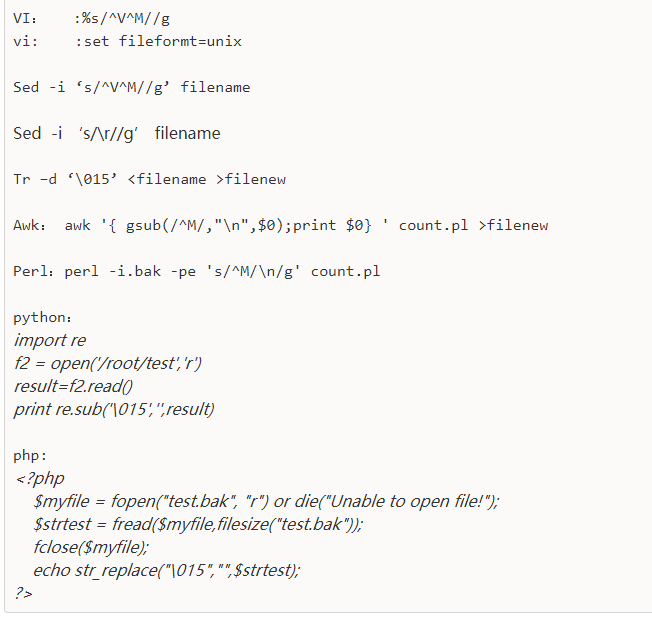 VI:    :%s/^V^M//g
vi:    :set fileformt=unix
Sed -i ‘s/^V^M//g’ filename
Sed -i ‘s/\r//g’ filename
Tr –d ‘\015’ <filename >filenew
Awk:  awk '{ gsub(/^M/,"\n",$0);print $0} ' count.pl >filenew
Perl: perl -i.bak -pe 's/^M/\n/g' count.pl
python:
import re
f2 = open('/root/test','r')
result=f2.read()
print re.sub('\015','',result)
php:
<?php
$myfile = fopen("test.bak", "r") or die("Unable to open file!");
$strtest = fread($myfile,filesize("test.bak"));
fclose($myfile);
echo str_replace("\015","",$strtest);
?>